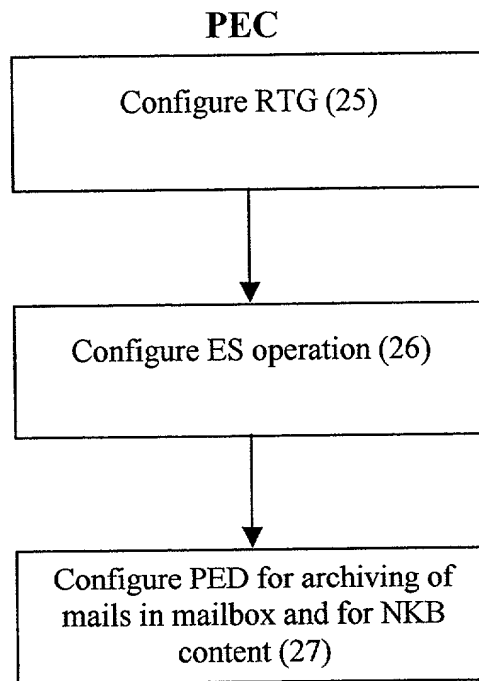 PEC
Configure RTG (25)
Configure ES operation (26)
Configure PED for archiving of
mails in mailbox and for NKB
content (27)